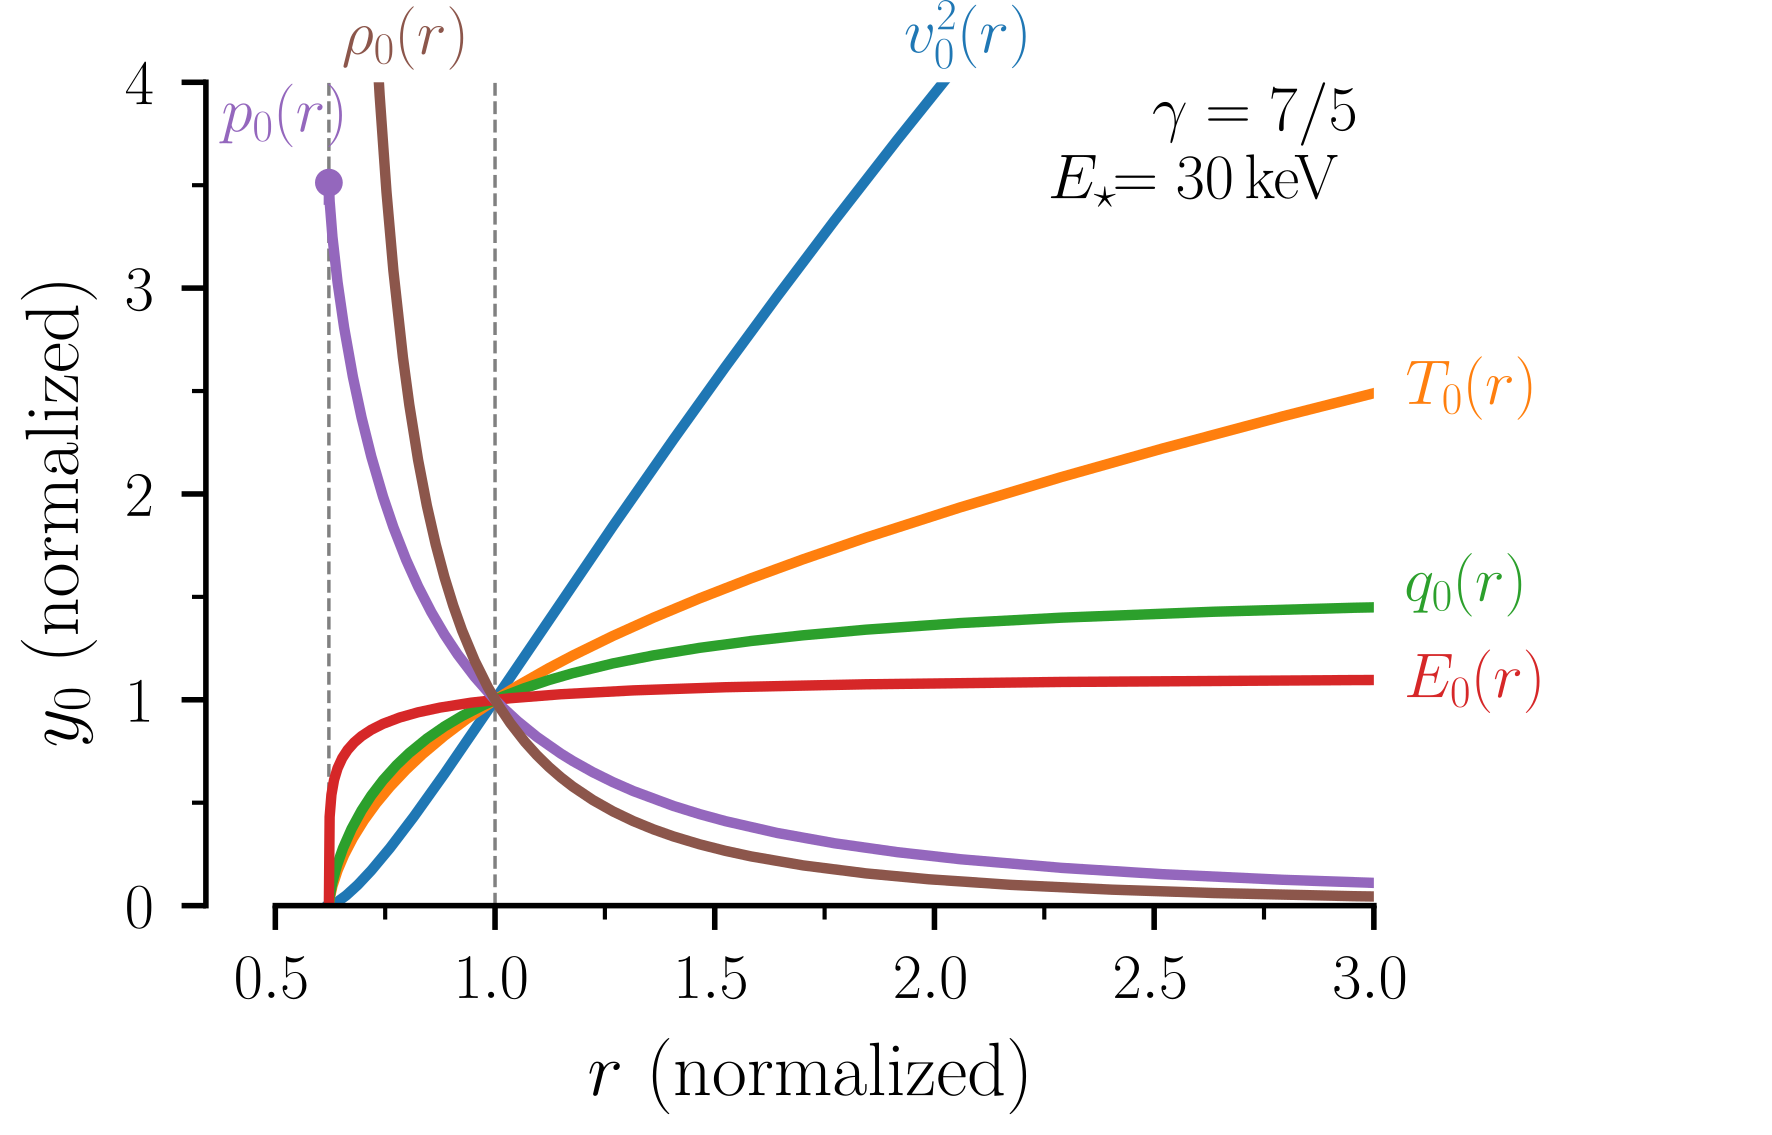 ρ₀(r)
v₀²(r)
p₀(r)
γ = 7/5
E⋆= 30 keV
T₀(r)
q₀(r)
E₀(r)
y₀ (normalized)
4
3
2
1
0
0.5 1.0 1.5 2.0 2.5 3.0
r (normalized)